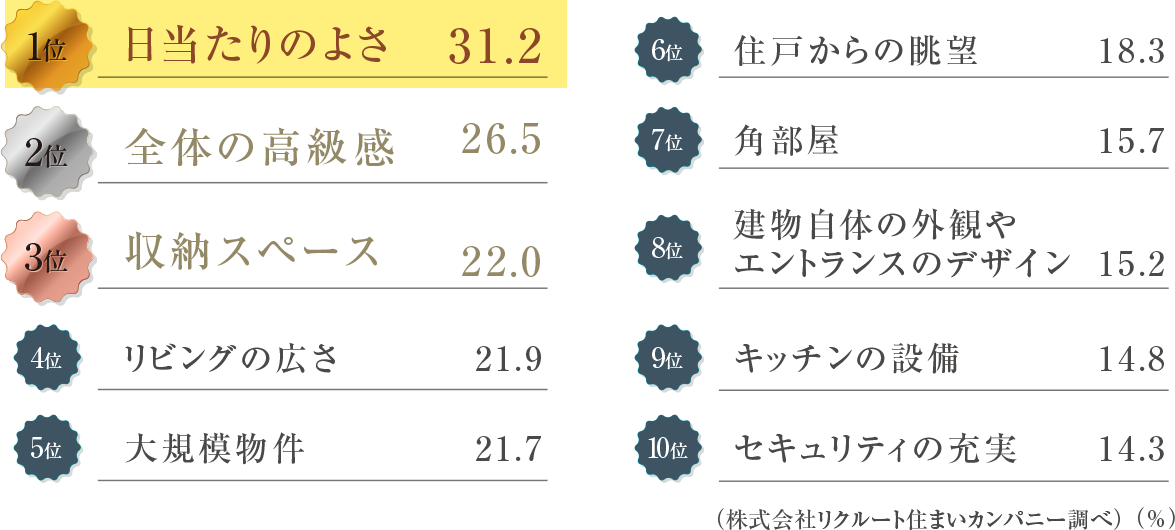 1位 日当たりのよさ 31.2
2位 全体の高級感 26.5
3位 収納スペース 22.0
4位 リビングの広さ 21.9
5位 大規模物件 21.7
6位 住戸からの眺望 18.3
7位 角部屋 15.7
8位 建物自体の外観や
エントランスのデザイン 15.2
9位 キッチンの設備 14.8
10位 セキュリティの充実 14.3
（株式会社リクルート住まいカンパニー調べ）（％）